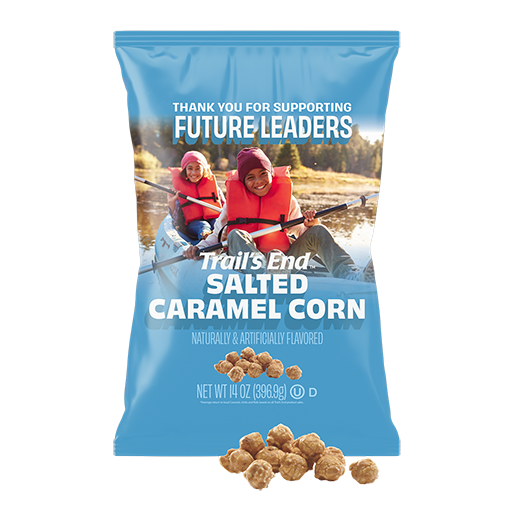 THANK YOU FOR SUPPORTING
FUTURE LEADERS
Trail's End
SALTED
CARAMEL CORN
NATURALLY & ARTIFICIALLY FLAVORED
NET WT 14 OZ (396.9g) U D